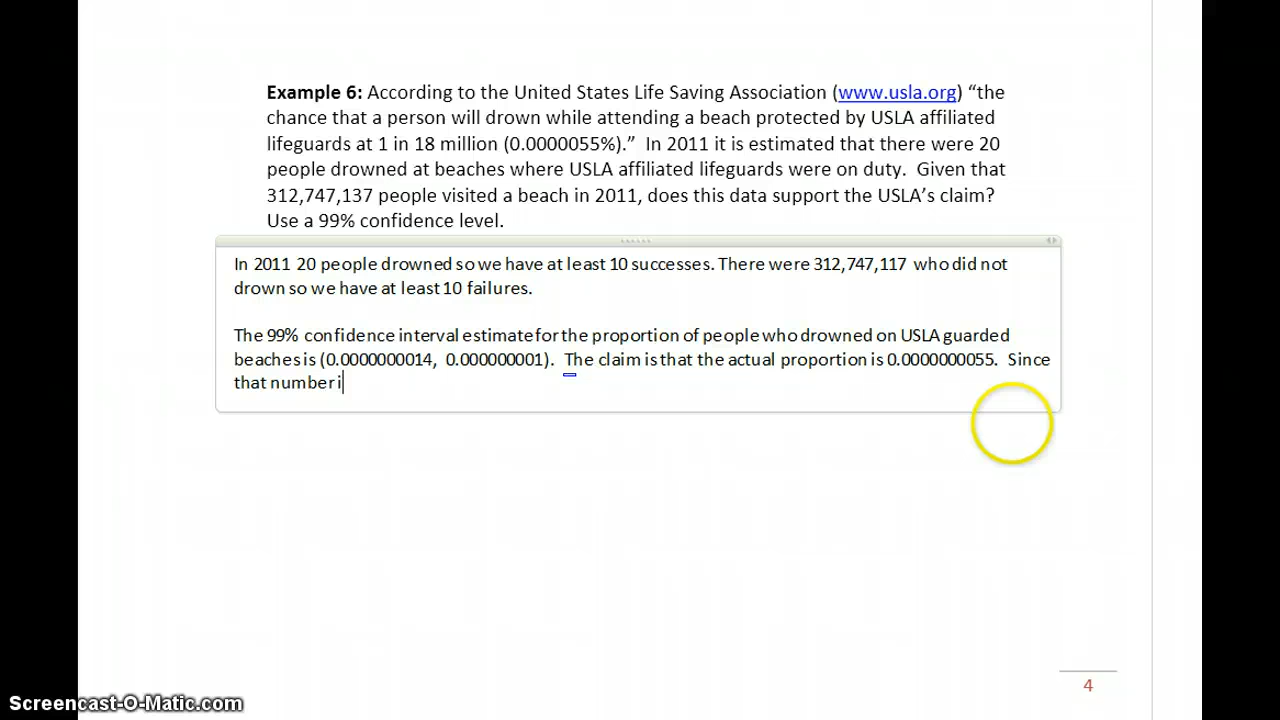 Example 6: According to the United States Life Saving Association (www.usla.org) “the
chance that a person will drown while attending a beach protected by USLA affiliated
lifeguards at 1 in 18 million (0.0000055%).” In 2011 it is estimated that there were 20
people drowned at beaches where USLA affiliated lifeguards were on duty. Given that
312,747,137 people visited a beach in 2011, does this data support the USLA’s claim?
Use a 99% confidence level.
In 2011 20 people drowned so we have at least 10 successes. There were 312,747,117 who did not
drown so we have at least 10 failures.
The 99% confidence interval estimate for the proportion of people who drowned on USLA guarded
beaches is (0.0000000014, 0.000000001). The claim is that the actual proportion is 0.0000000055. Since
that number i
4
Screencast-O-Matic.com